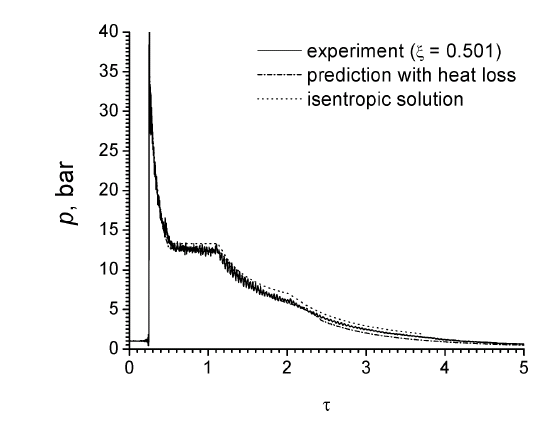 40
35
30
25
20
15
10
5
0
p, bar
experiment (ξ = 0.501)
prediction with heat loss
isentropic solution
0 1 2 3 4 5
τ